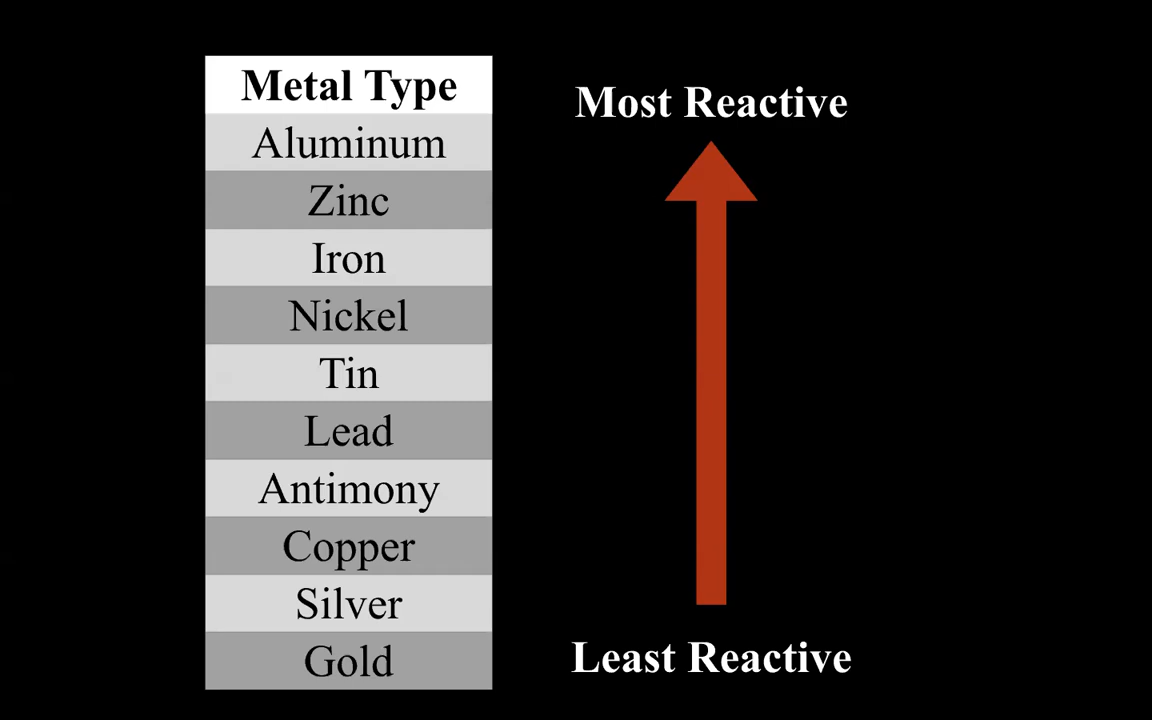 Metal Type
Aluminum
Zinc
Iron
Nickel
Tin
Lead
Antimony
Copper
Silver
Gold
Most Reactive
Least Reactive